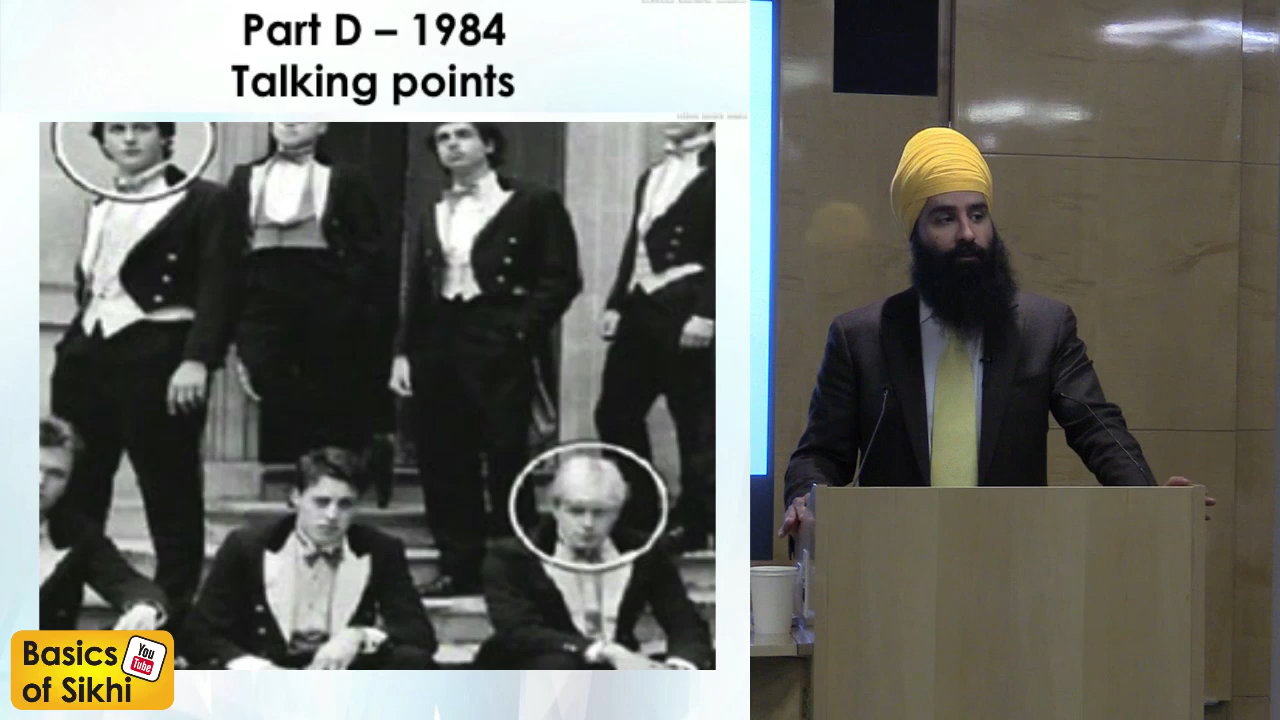 Part D – 1984
Talking points
Basics
of Sikhi
You
Tube